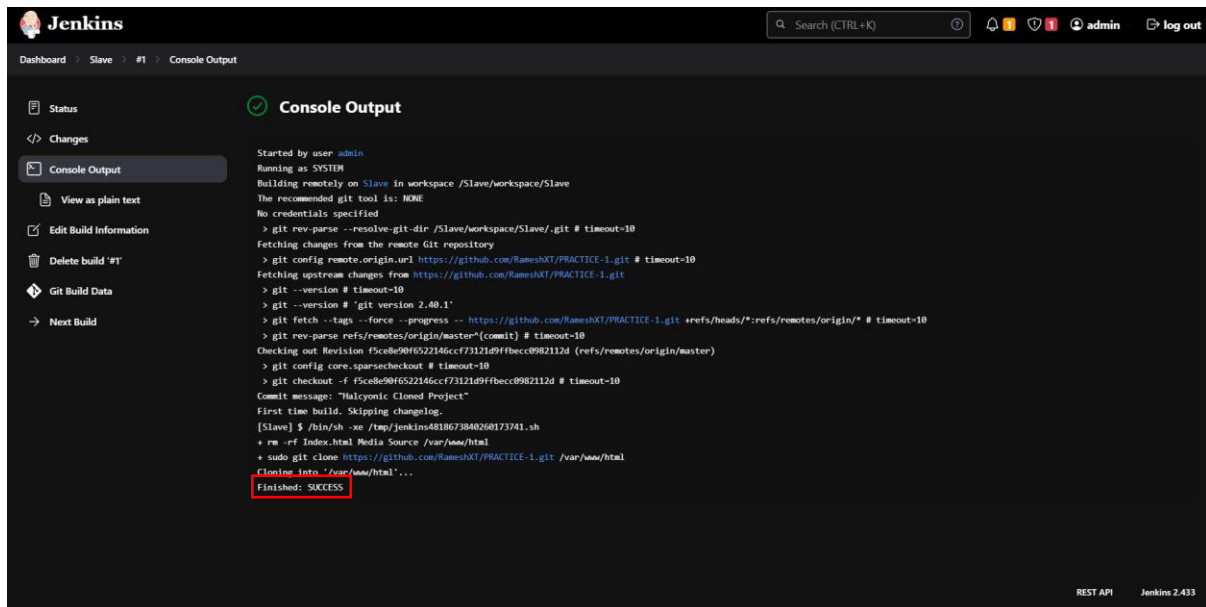 Jenkins
Search (CTRL+K)
1
1
admin
log out
Dashboard > Slave > #1 > Console Output
Status
</> Changes
Console Output
View as plain text
Edit Build Information
Delete build '#1'
Git Build Data
Next Build
Console Output
Started by user admin
Running as SYSTEM
Building remotely on Slave in workspace /Slave/workspace/Slave
The recommended git tool is: NONE
No credentials specified
> git rev-parse --resolve-git-dir /Slave/workspace/Slave/.git # timeout=10
Fetching changes from the remote Git repository
> git config remote.origin.url https://github.com/RameshXT/PRACTICE-1.git # timeout=10
Fetching upstream changes from https://github.com/RameshXT/PRACTICE-1.git
> git --version # timeout=10
> git --version # 'git version 2.40.1'
> git fetch --tags --force --progress -- https://github.com/RameshXT/PRACTICE-1.git +refs/heads/*:refs/remotes/origin/* # timeout=10
> git rev-parse refs/remotes/origin/master^{commit} # timeout=10
Checking out Revision f5ce8e90f6522146ccf73121d9ffbecc0982112d (refs/remotes/origin/master)
> git config core.sparsecheckout # timeout=10
> git checkout -f f5ce8e90f6522146ccf73121d9ffbecc0982112d # timeout=10
Commit message: "Halcyonic Cloned Project"
First time build. Skipping changelog.
[Slave] $ /bin/sh -xe /tmp/jenkins4818673840260173741.sh
+ rm -rf Index.html Media Source /var/www/html
+ sudo git clone https://github.com/RameshXT/PRACTICE-1.git /var/www/html
Cloning into '/var/www/html'...
Finished: SUCCESS
REST API
Jenkins 2.433